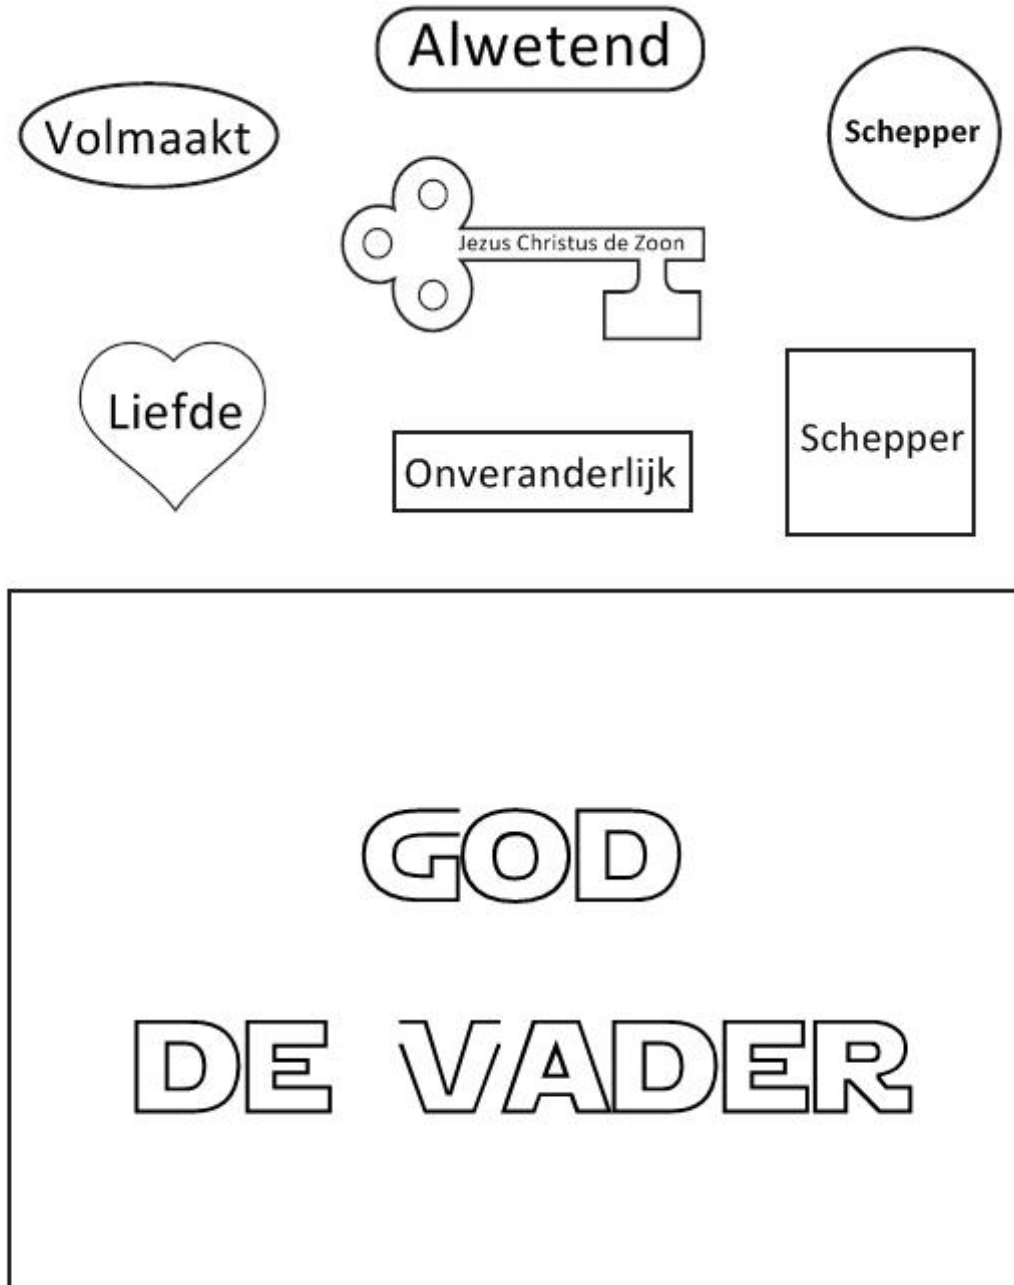 Alwetend
Volmaakt
Schepper
Jezus Christus de Zoon
Liefde
Schepper
Onveranderlijk
GOD
DE VADER